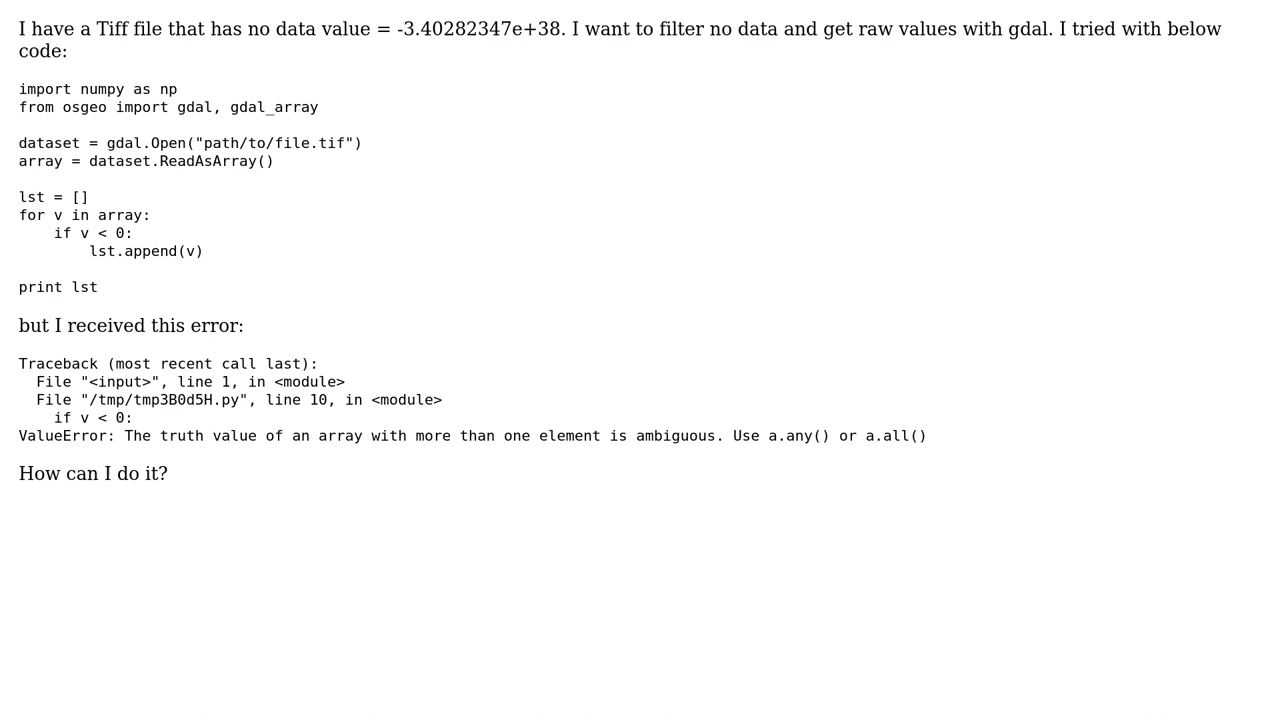 I have a Tiff file that has no data value = -3.40282347e+38. I want to filter no data and get raw values with gdal. I tried with below
code:
import numpy as np
from osgeo import gdal, gdal_array
dataset = gdal.Open("path/to/file.tif")
array = dataset.ReadAsArray()
lst = []
for v in array:
    if v < 0:
        lst.append(v)
print lst
but I received this error:
Traceback (most recent call last):
  File "<input>", line 1, in <module>
  File "/tmp/tmp3B0d5H.py", line 10, in <module>
    if v < 0:
ValueError: The truth value of an array with more than one element is ambiguous. Use a.any() or a.all()
How can I do it?